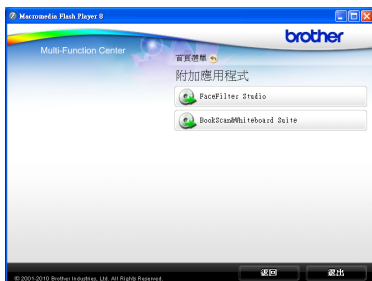 Macromedia Flash Player 8
brother
Multi-Function Center
首頁選單
附加應用程式
FaceFilter Studio
BookScan&Whiteboard Suite
© 2001-2010 Brother Industries, Ltd. All Rights Reserved.
返回
退出